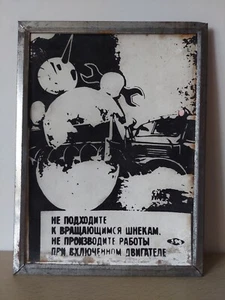 НЕ ПОДХОДИТЕ
К ВРАЩАЮЩИМСЯ ШНЕКАМ.
НЕ ПРОИЗВОДИТЕ РАБОТЫ
ПРИ ВКЛЮЧЕННОМ ДВИГАТЕЛЕ